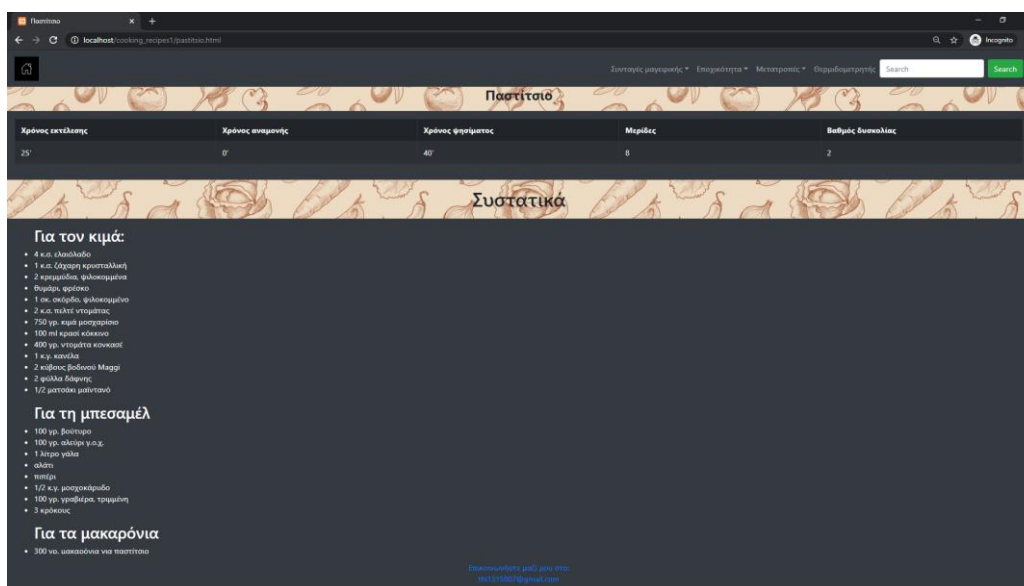 Παστίτσιο
localhost/cooking_recipes1/pastitsio.html
Incognito
Συνταγές μαγειρικής Εποχικότητα Μετατροπές Θερμιδομετρητής Search Search
Παστίτσιο
Χρόνος εκτέλεσης Χρόνος αναμονής Χρόνος ψησίματος Μερίδες Βαθμός δυσκολίας
25' 0' 40' 8 2
Συστατικά
Για τον κιμά:
4 κ.σ. ελαιόλαδο
1 κ.σ. ζάχαρη κρυσταλλική
2 κρεμμύδια, ψιλοκομμένα
θυμάρι, φρέσκο
1 σκ. σκόρδο, ψιλοκομμένο
2 κ.σ. πελτέ ντομάτας
750 γρ. κιμά μοσχαρίσιο
100 ml κρασί κόκκινο
400 γρ. ντομάτα κονκασέ
1 κ.γ. κανέλα
2 κύβους βοδινού Maggi
2 φύλλα δάφνης
1/2 ματσάκι μαϊντανό
Για τη μπεσαμέλ
100 γρ. βούτυρο
100 γρ. αλεύρι γ.ο.χ.
1 λίτρο γάλα
αλάτι
πιπέρι
1/2 κ.γ. μοσχοκάρυδο
100 γρ. γραβιέρα, τριμμένη
3 κρόκους
Για τα μακαρόνια
300 γρ. μακαρόνια για παστίτσιο
Επικοινωνήστε μαζί μου στο: